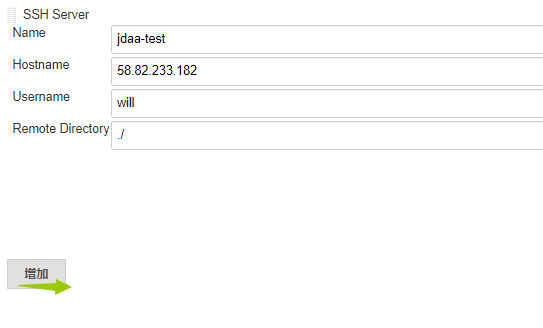 SSH Server
Name jdaa-test
Hostname 58.82.233.182
Username will
Remote Directory ./
增加